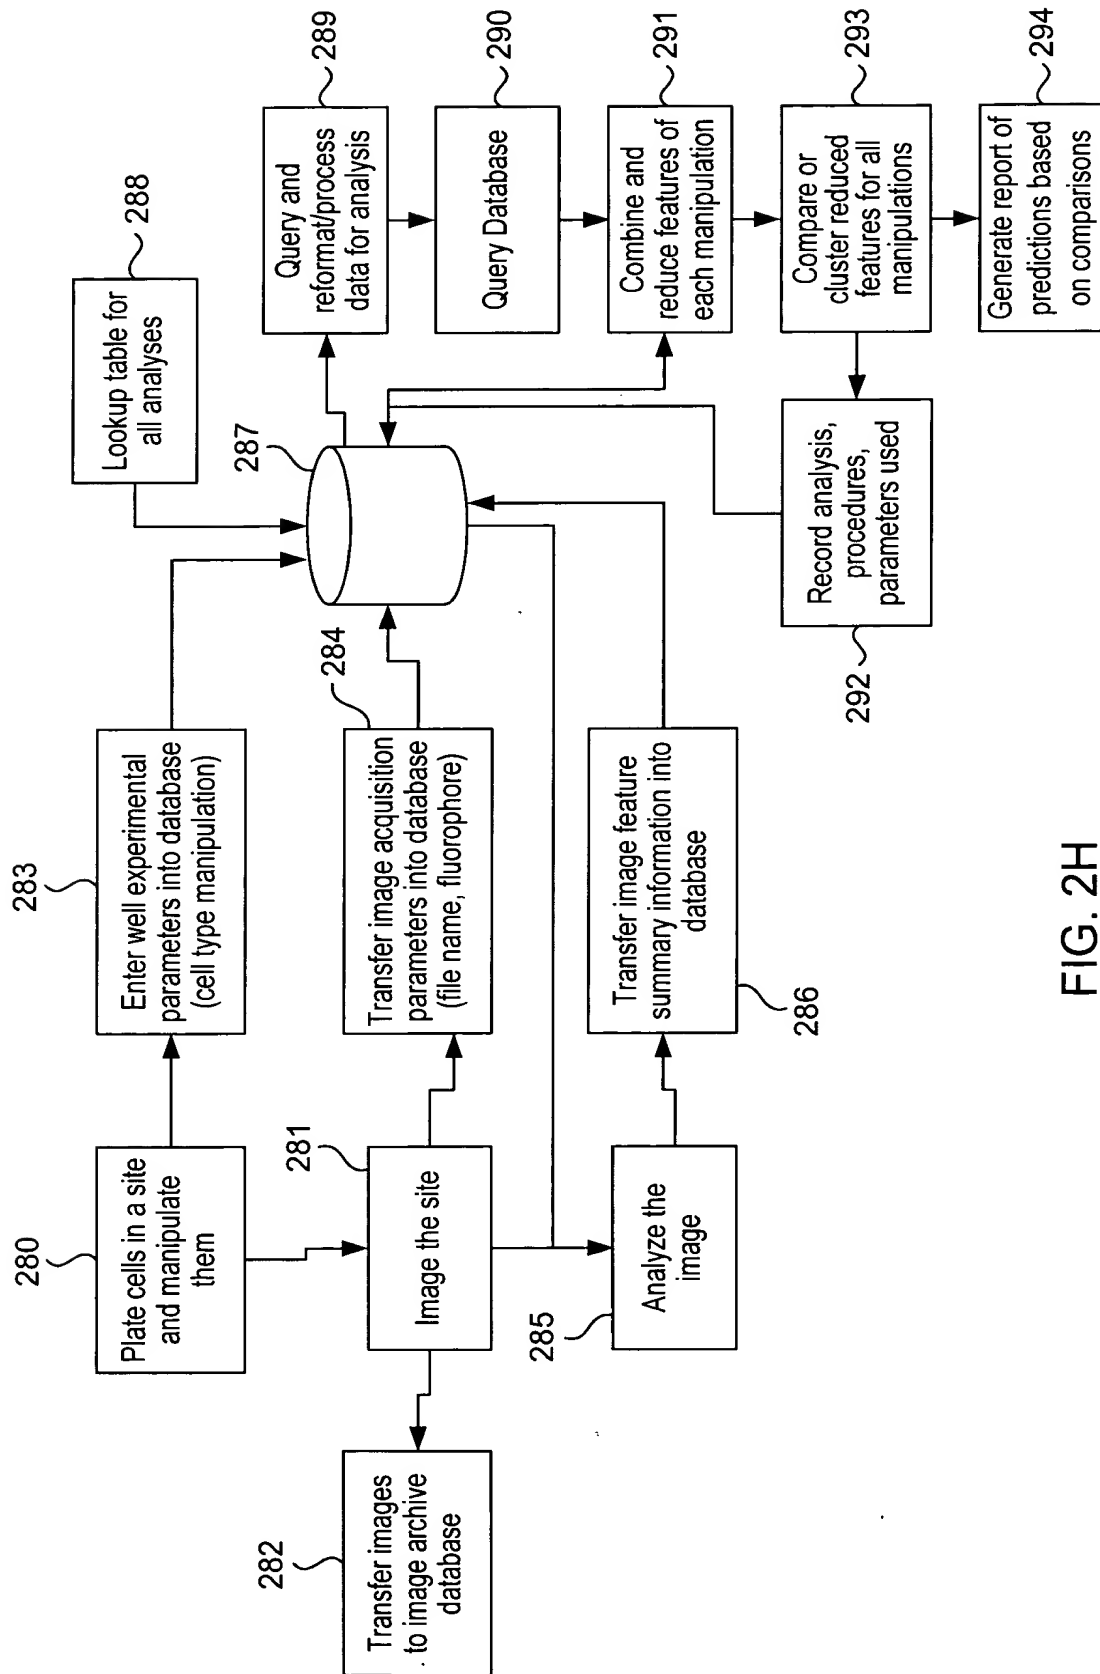 280
Plate cells in a site
and manipulate
them
283
Enter well experimental
parameters into database
(cell type manipulation)
288
Lookup table for
all analyses
282
Transfer images
to image archive
database
281
Image the site
284
Transfer image acquisition
parameters into database
(file name, fluorophore)
287
289
Query and
reformat/process
data for analysis
290
Query Database
285
Analyze the
image
286
Transfer image feature
summary information into
database
291
Combine and
reduce features of
each manipulation
292
Record analysis,
procedures,
parameters used
293
Compare or
cluster reduced
features for all
manipulations
294
Generate report of
predictions based
on comparisons
FIG. 2H